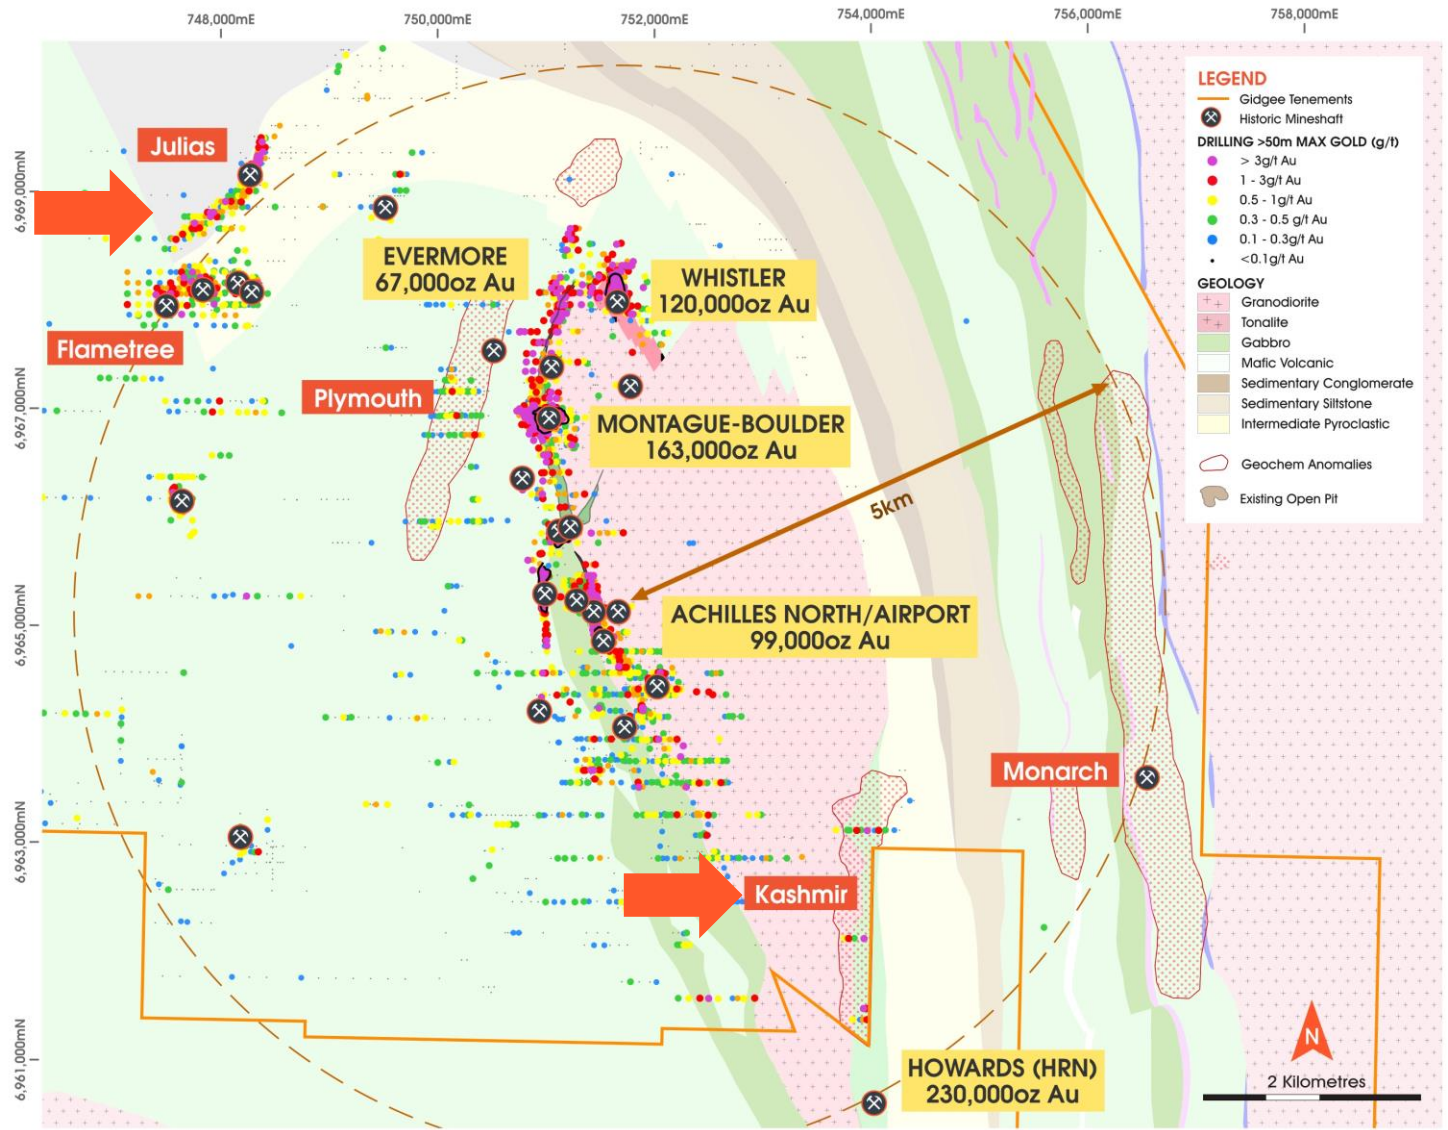 748,000mE
750,000mE
752,000mE
754,000mE
756,000mE
758,000mE
6,969,000mN
6,967,000mN
6,965,000mN
6,963,000mN
6,961,000mN
Julias
Flametree
EVERMORE
67,000oz Au
WHISTLER
120,000oz Au
Plymouth
MONTAGUE-BOULDER
163,000oz Au
5km
ACHILLES NORTH/AIRPORT
99,000oz Au
Monarch
Kashmir
HOWARDS (HRN)
230,000oz Au
LEGEND
Gidgee Tenements
Historic Mineshaft
DRILLING >50m MAX GOLD (g/t)
> 3g/t Au
1 - 3g/t Au
0.5 - 1g/t Au
0.3 - 0.5 g/t Au
0.1 - 0.3g/t Au
<0.1g/t Au
GEOLOGY
Granodiorite
Tonalite
Gabbro
Mafic Volcanic
Sedimentary Conglomerate
Sedimentary Siltstone
Intermediate Pyroclastic
Geochem Anomalies
Existing Open Pit
N
2 Kilometres